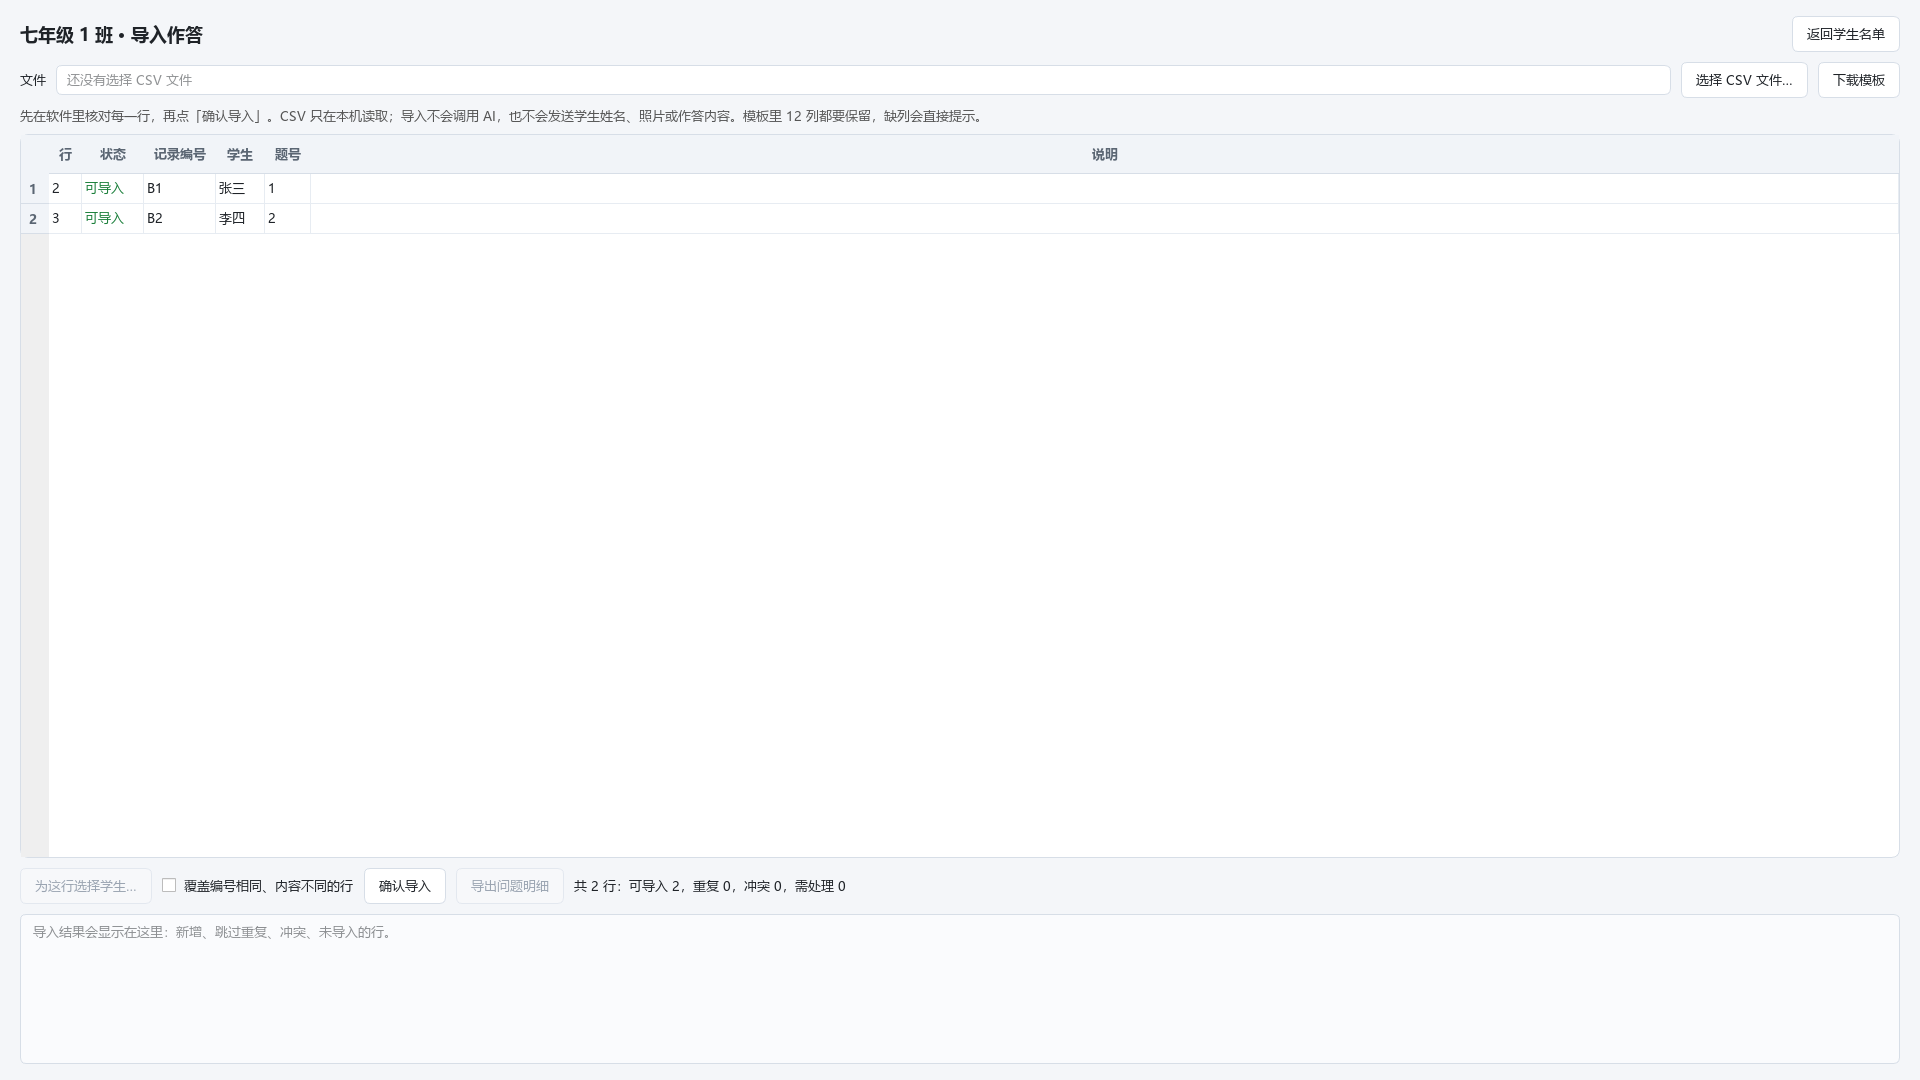 七年级 1 班 • 导入作答
返回学生名单
文件 还没有选择 CSV 文件 选择 CSV 文件... 下载模板
先在软件里核对每一行，再点「确认导入」。CSV 只在本机读取；导入不会调用 AI，也不会发送学生姓名、照片或作答内容。模板里 12 列都要保留，缺列会直接提示。
行 状态 记录编号 学生 题号 说明
1 2 可导入 B1 张三 1
2 3 可导入 B2 李四 2
为这行选择学生... 覆盖编号相同、内容不同的行 确认导入 导出问题明细 共 2 行：可导入 2，重复 0，冲突 0，需处理 0
导入结果会显示在这里：新增、跳过重复、冲突、未导入的行。